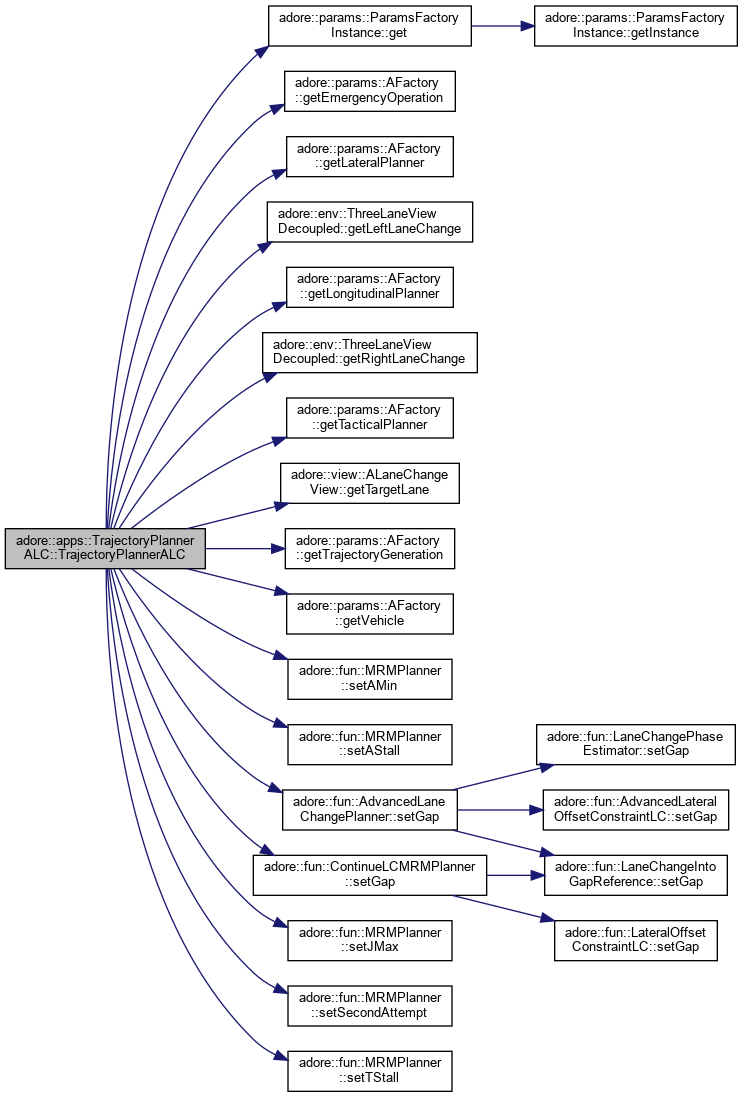 adore::params::ParamsFactory
Instance::get
adore::params::ParamsFactory
Instance::getInstance
adore::params::AFactory
::getEmergencyOperation
adore::params::AFactory
::getLateralPlanner
adore::env::ThreeLaneView
Decoupled::getLeftLaneChange
adore::params::AFactory
::getLongitudinalPlanner
adore::env::ThreeLaneView
Decoupled::getRightLaneChange
adore::params::AFactory
::getTacticalPlanner
adore::view::ALaneChange
View::getTargetLane
adore::apps::TrajectoryPlanner
ALC::TrajectoryPlannerALC
adore::params::AFactory
::getTrajectoryGeneration
adore::params::AFactory
::getVehicle
adore::fun::MRMPlanner
::setAMin
adore::fun::MRMPlanner
::setAStall
adore::fun::LaneChangePhase
Estimator::setGap
adore::fun::AdvancedLane
ChangePlanner::setGap
adore::fun::AdvancedLateral
OffsetConstraintLC::setGap
adore::fun::ContinueLCMRMPlanner
::setGap
adore::fun::LaneChangeInto
GapReference::setGap
adore::fun::MRMPlanner
::setJMax
adore::fun::LateralOffset
ConstraintLC::setGap
adore::fun::MRMPlanner
::setSecondAttempt
adore::fun::MRMPlanner
::setTStall